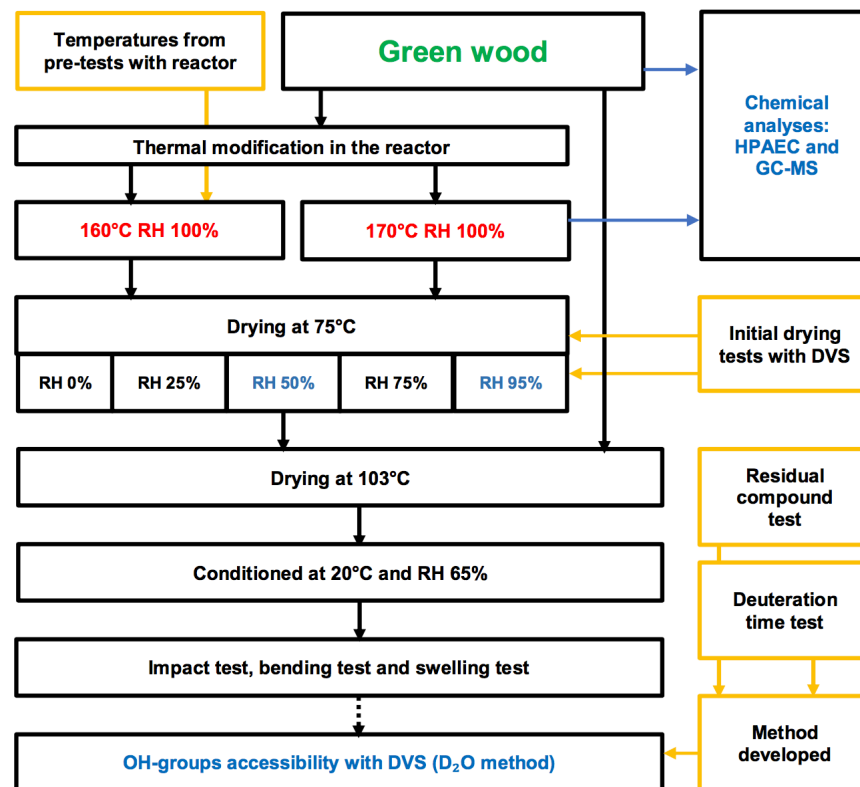 Temperatures from
pre-tests with reactor
Green wood
Chemical
analyses:
HPAEC and
GC-MS
Thermal modification in the reactor
160°C RH 100%
170°C RH 100%
Drying at 75°C
Initial drying
tests with DVS
RH 0%
RH 25%
RH 50%
RH 75%
RH 95%
Drying at 103°C
Residual
compound
test
Conditioned at 20°C and RH 65%
Deuteration
time test
Impact test, bending test and swelling test
Method
developed
OH-groups accessibility with DVS (D₂O method)